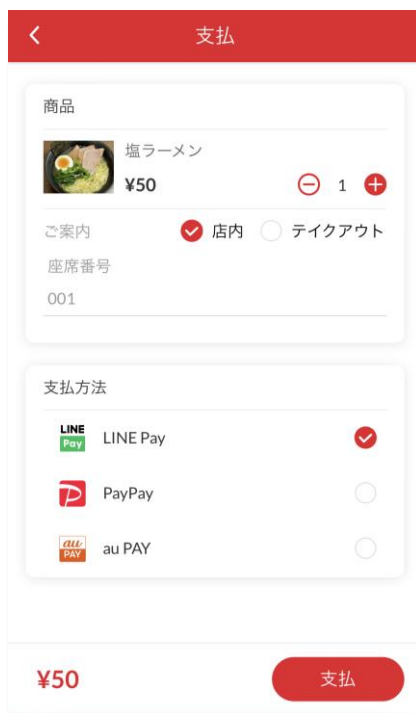 支払
商品
塩ラーメン
¥50
1
ご案内 店内 テイクアウト
座席番号
001
支払方法
LINE Pay LINE Pay
PayPay
au PAY au PAY
¥50 支払